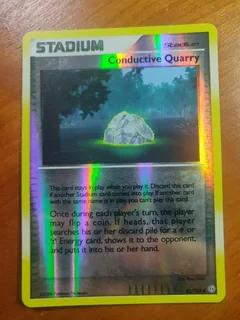 STADIUM
Stadium
Conductive Quarry
This card stays in play when you play it. Discard this card
if another Stadium card comes into play. If another card
with the same name is in play, you can't play this card.
Once during each player's turn, the player
may flip a coin. If heads, that player
searches his or her discard pile for a
or
Energy card, shows it to the opponent,
and puts it into his or her hand.